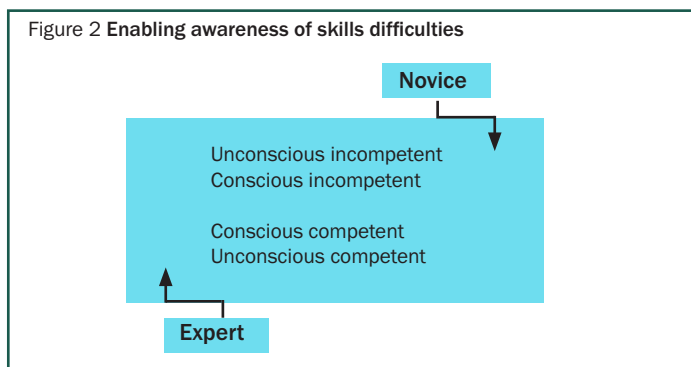 Figure 2 Enabling awareness of skills difficulties
Novice
Unconscious incompetent
Conscious incompetent
Conscious competent
Unconscious competent
Expert